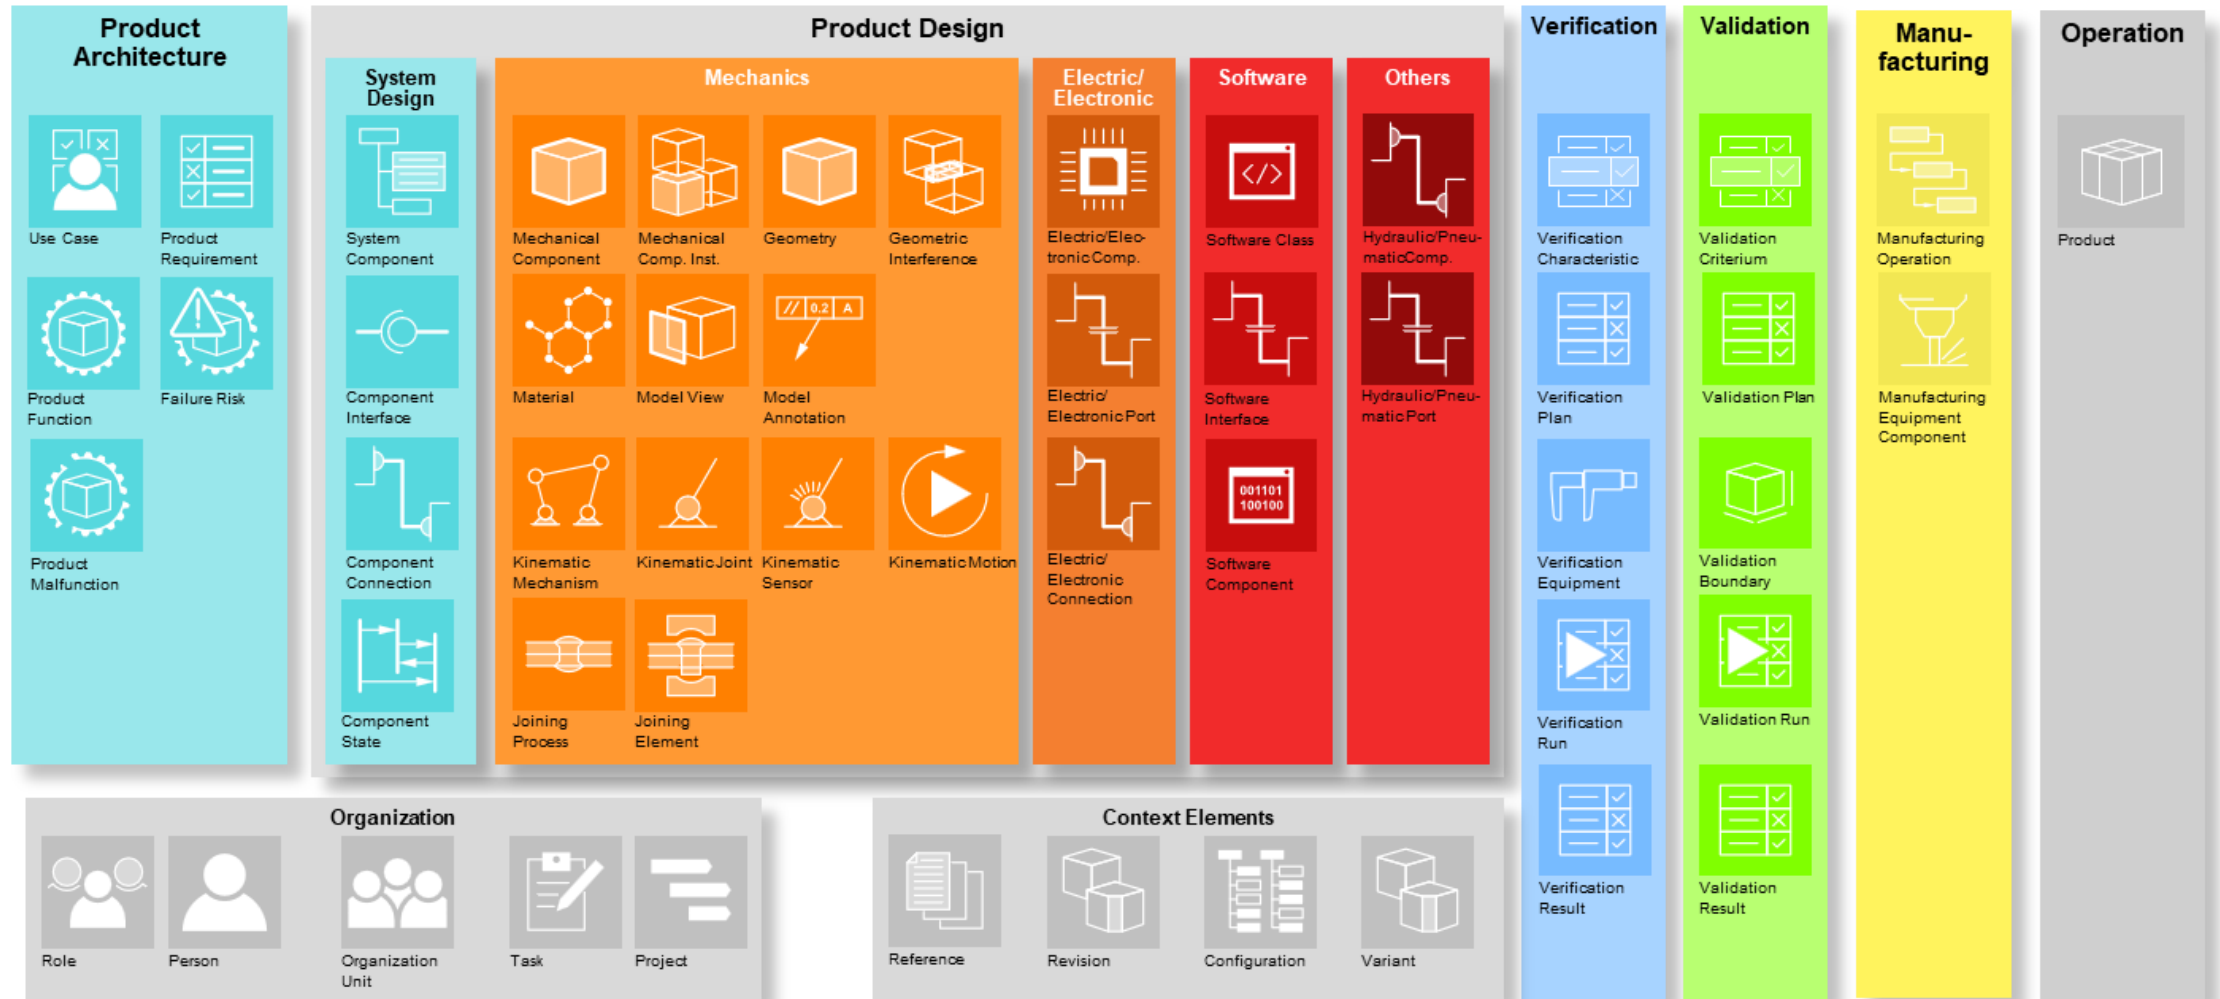 Product
Architecture
Use Case
Product
Requirement
Product
Function
Failure Risk
Product
Malfunction
Product Design
System
Design
System
Component
Component
Interface
Component
Connection
Component
State
Mechanics
Mechanical
Component
Mechanical
Comp. Inst.
Geometry
Geometric
Interference
Material
Model View
// 0.2 A
Model
Annotation
Kinematic
Mechanism
Kinematic Joint
Kinematic
Sensor
Kinematic Motion
Joining
Process
Joining
Element
Electric/
Electronic
Electric/Elec-
tronic Comp.
Electric/
Electronic Port
Electric/
Electronic
Connection
Software
</>
Software Class
Software
Interface
001101
100100
Software
Component
Others
Hydraulic/Pneu-
maticComp.
Hydraulic/Pneu-
matic Port
Verification
Verification
Characteristic
Verification
Plan
Verification
Equipment
Verification
Run
Verification
Result
Validation
Validation
Criterium
Validation Plan
Validation
Boundary
Validation Run
Validation
Result
Manu-
facturing
Manufacturing
Operation
Manufacturing
Equipment
Component
Operation
Product
Organization
Role
Person
Organization
Unit
Task
Project
Context Elements
Reference
Revision
Configuration
Variant